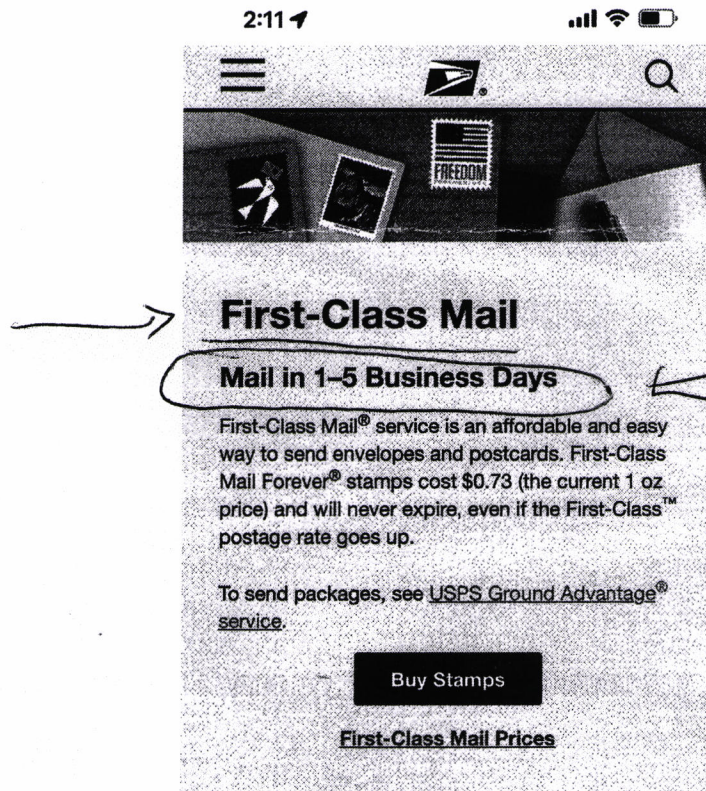 2:11
FREEDOM
First-Class Mail
Mail in 1–5 Business Days
First-Class Mail® service is an affordable and easy
way to send envelopes and postcards. First-Class
Mail Forever® stamps cost $0.73 (the current 1 oz
price) and will never expire, even if the First-Class™
postage rate goes up.
To send packages, see USPS Ground Advantage®
service.
Buy Stamps
First-Class Mail Prices